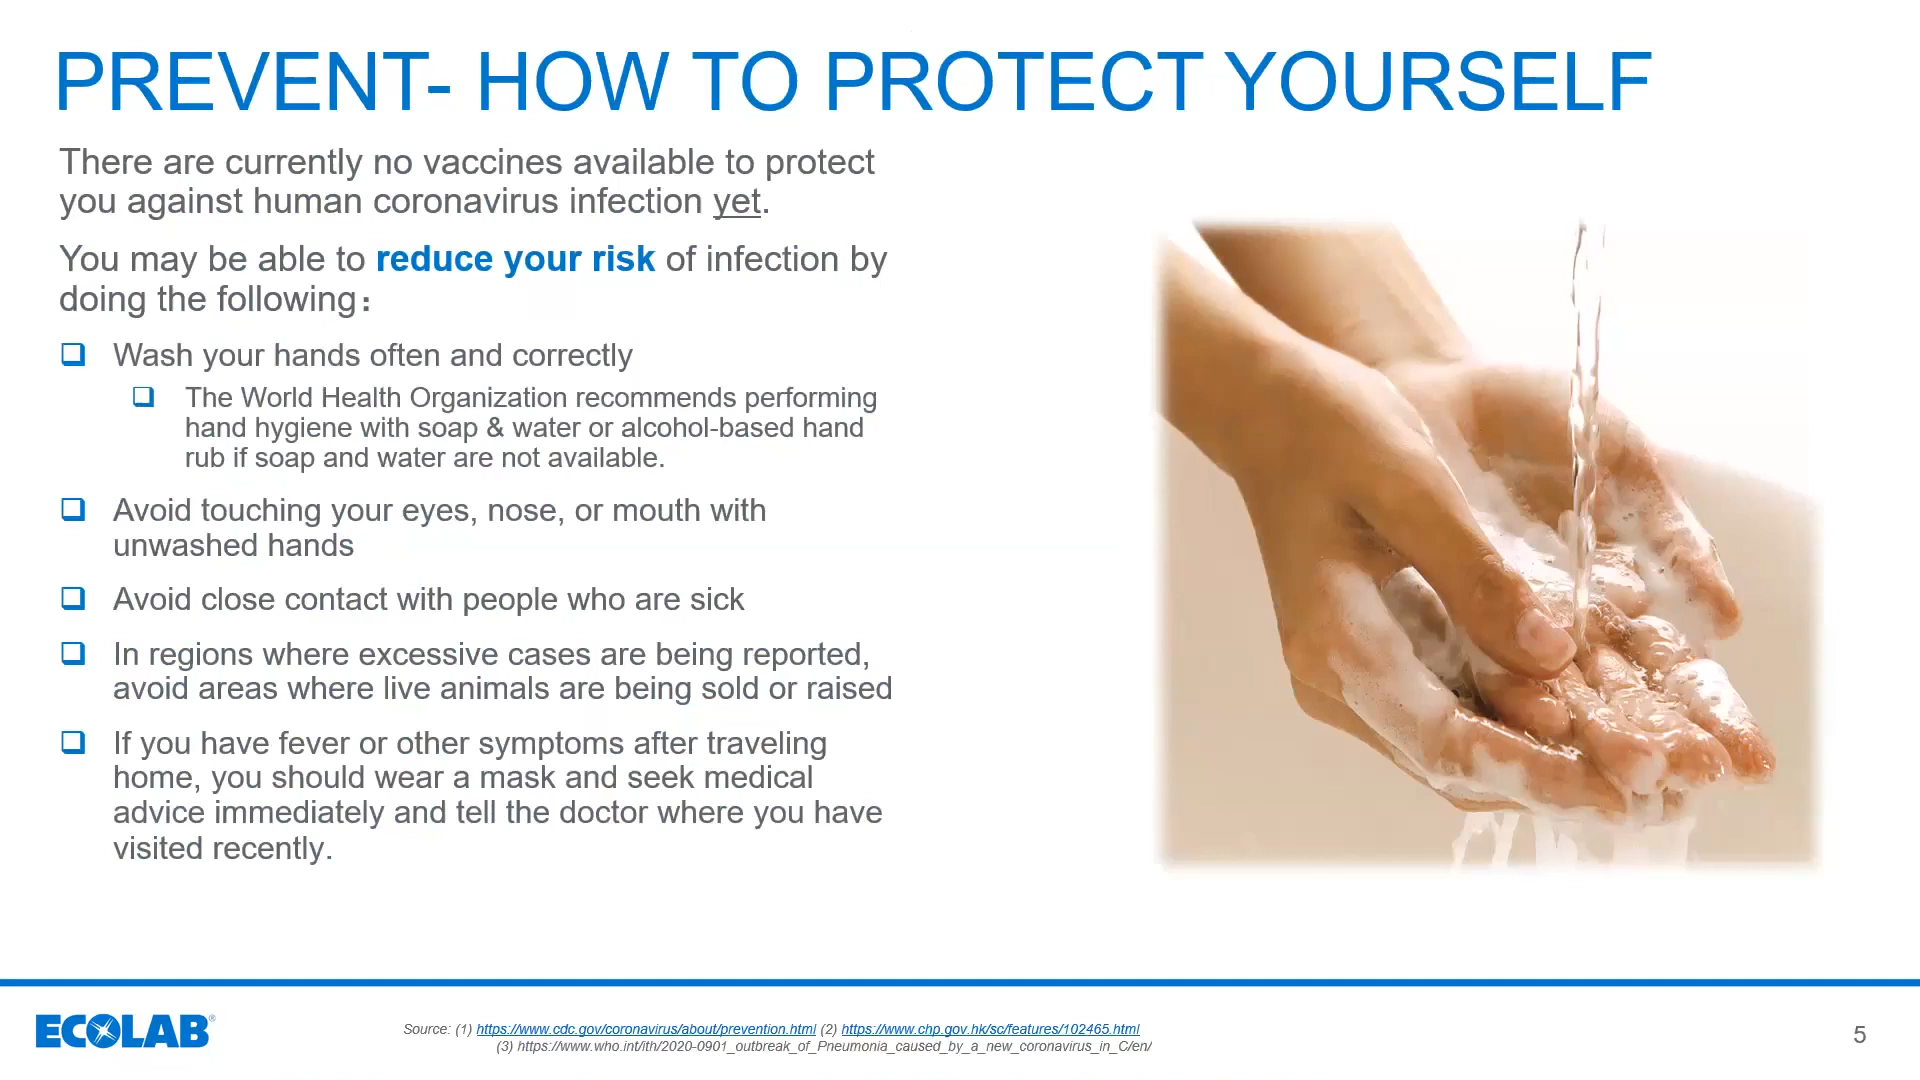 PREVENT- HOW TO PROTECT YOURSELF
There are currently no vaccines available to protect
you against human coronavirus infection yet.
You may be able to reduce your risk of infection by
doing the following:
Wash your hands often and correctly
The World Health Organization recommends performing
hand hygiene with soap & water or alcohol-based hand
rub if soap and water are not available.
Avoid touching your eyes, nose, or mouth with
unwashed hands
Avoid close contact with people who are sick
In regions where excessive cases are being reported,
avoid areas where live animals are being sold or raised
If you have fever or other symptoms after traveling
home, you should wear a mask and seek medical
advice immediately and tell the doctor where you have
visited recently.
ECOLAB®
Source: (1) https://www.cdc.gov/coronavirus/about/prevention.html (2) https://www.chp.gov.hk/sc/features/102465.html
(3) https://www.who.int/ith/2020-0901_outbreak_of_Pneumonia_caused_by_a_new_coronavirus_in_C/en/
5